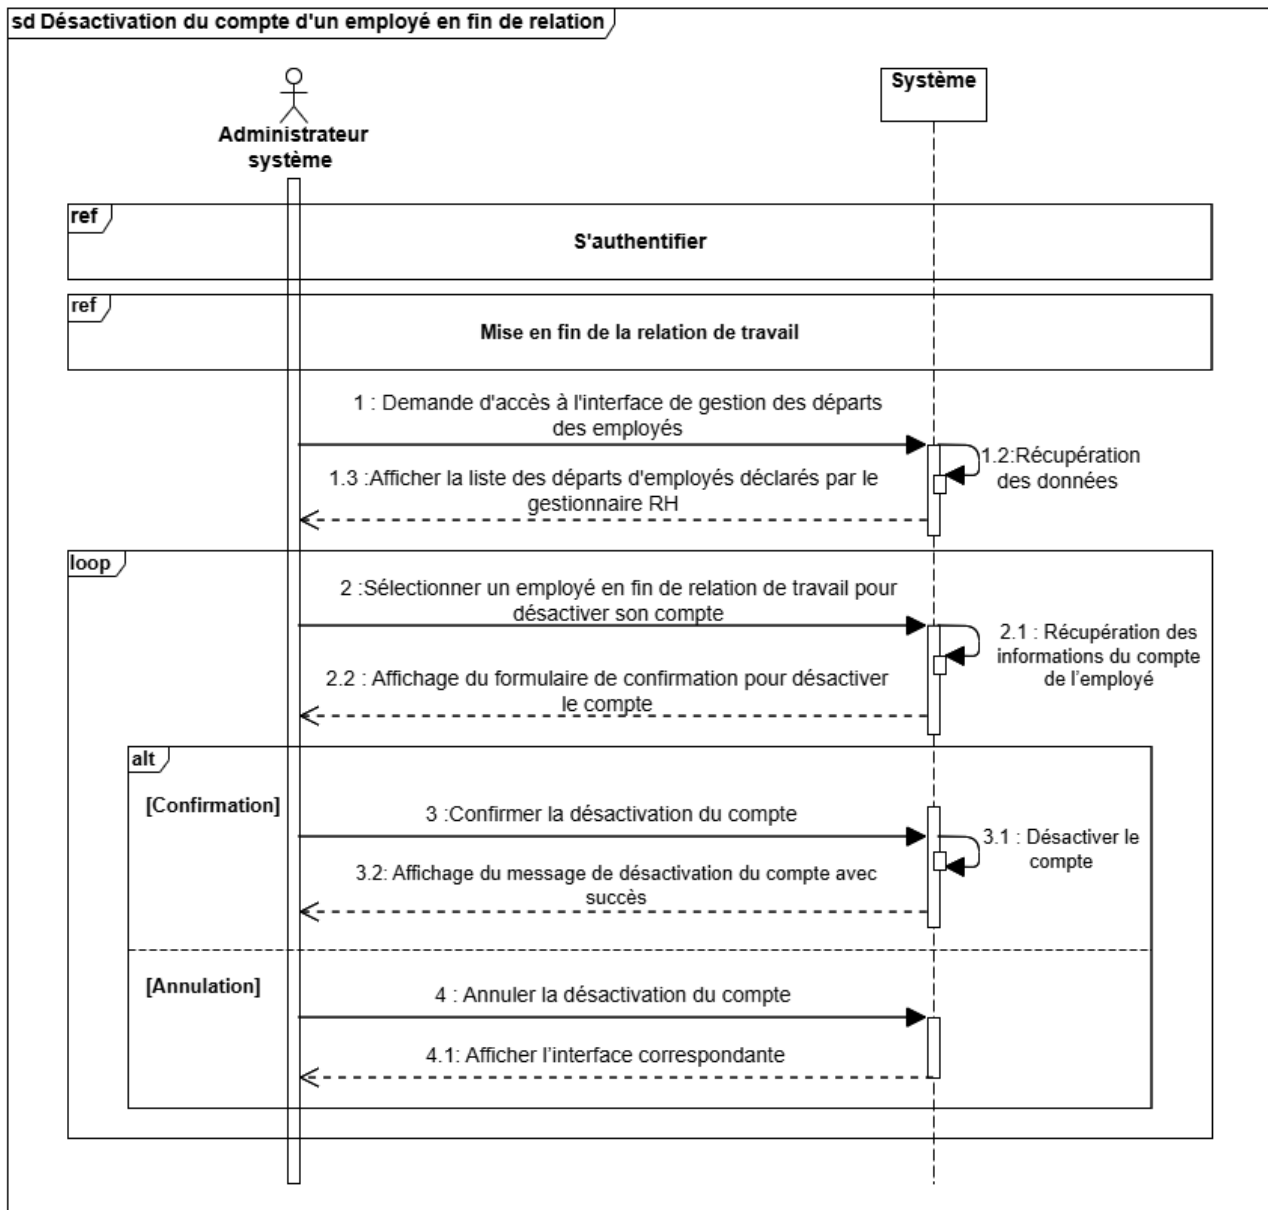 sd Désactivation du compte d'un employé en fin de relation
Système
Administrateur
système
ref
S'authentifier
ref
Mise en fin de la relation de travail
1 : Demande d'accès à l'interface de gestion des départs
des employés
1.2:Récupération
des données
1.3 :Afficher la liste des départs d'employés déclarés par le
gestionnaire RH
loop
2 :Sélectionner un employé en fin de relation de travail pour
désactiver son compte
2.1 : Récupération des
informations du compte
de l’employé
2.2 : Affichage du formulaire de confirmation pour désactiver
le compte
alt
[Confirmation]
3 :Confirmer la désactivation du compte
3.1 : Désactiver le
compte
3.2: Affichage du message de désactivation du compte avec
succès
[Annulation]
4 : Annuler la désactivation du compte
4.1: Afficher l’interface correspondante